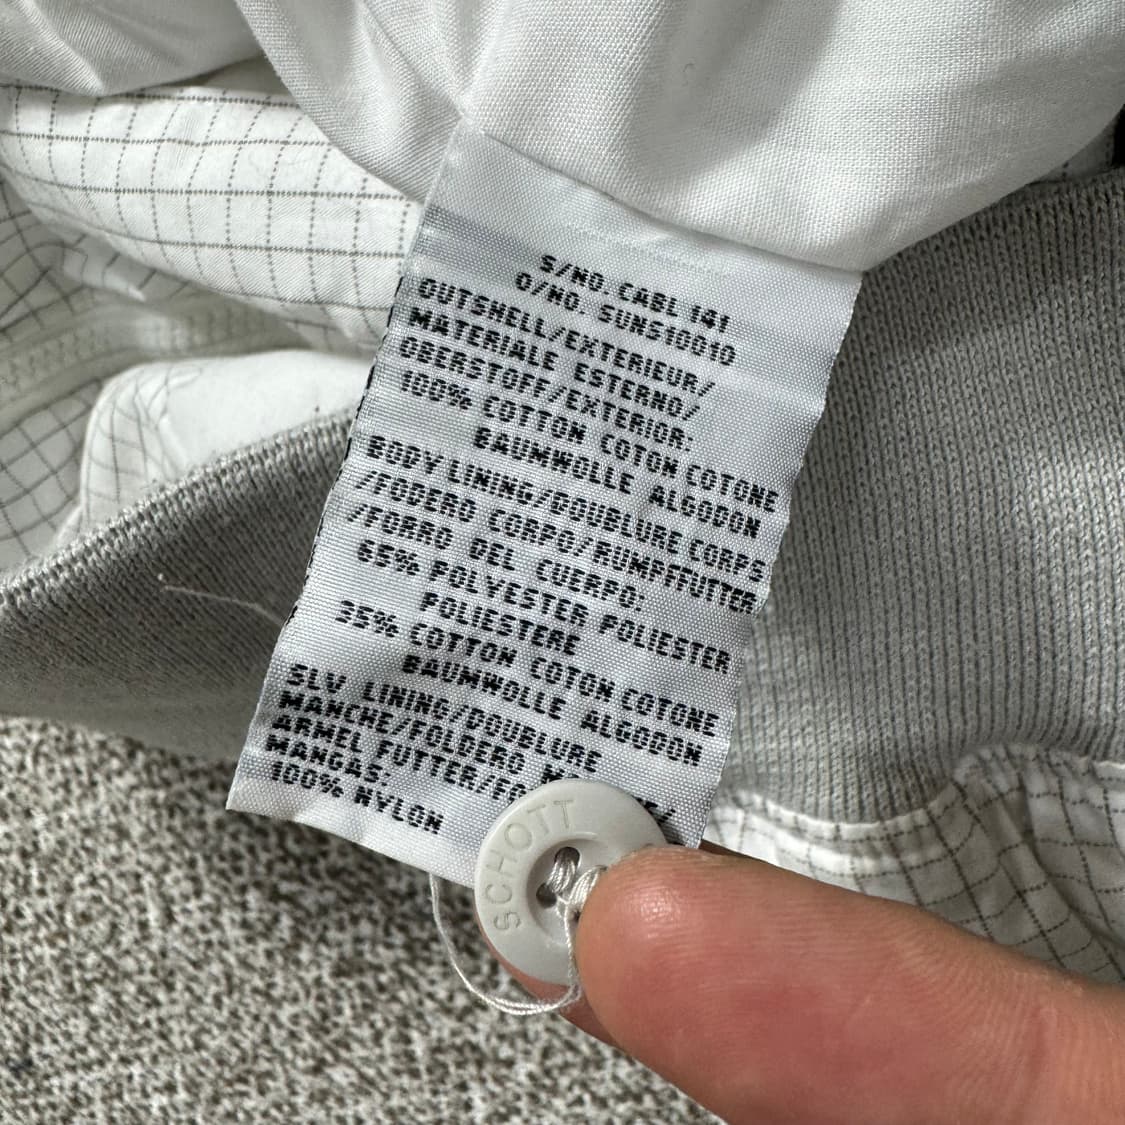 S/NO. CABL 141
O/NO. SUNS10010
OUTSHELL/EXTERIEUR/
MATERIALE ESTERNO/
OBERSTOFF/EXTERIOR:
100% COTTON COTON COTONE
BAUMWOLLE ALGODON
BODY LINING/DOUBLURE CORPS
/FODERO CORPO/RUMPFFUTTER
/FORRO DEL CUERPO:
65% POLYESTER POLIESTER
POLIESTERE
35% COTTON COTON COTONE
BAUMWOLLE ALGODON
SLV LINING/DOUBLURE
MANCHE/FOLDERO
ARMEL FUTTER/
MANGAS:
100% NYLON
SCHOTT